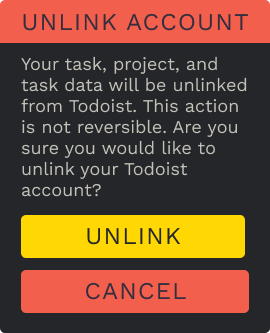 UNLINK ACCOUNT
Your task, project, and
task data will be unlinked
from Todoist. This action
is not reversible. Are you
sure you would like to
unlink your Todoist
account?
UNLINK
CANCEL